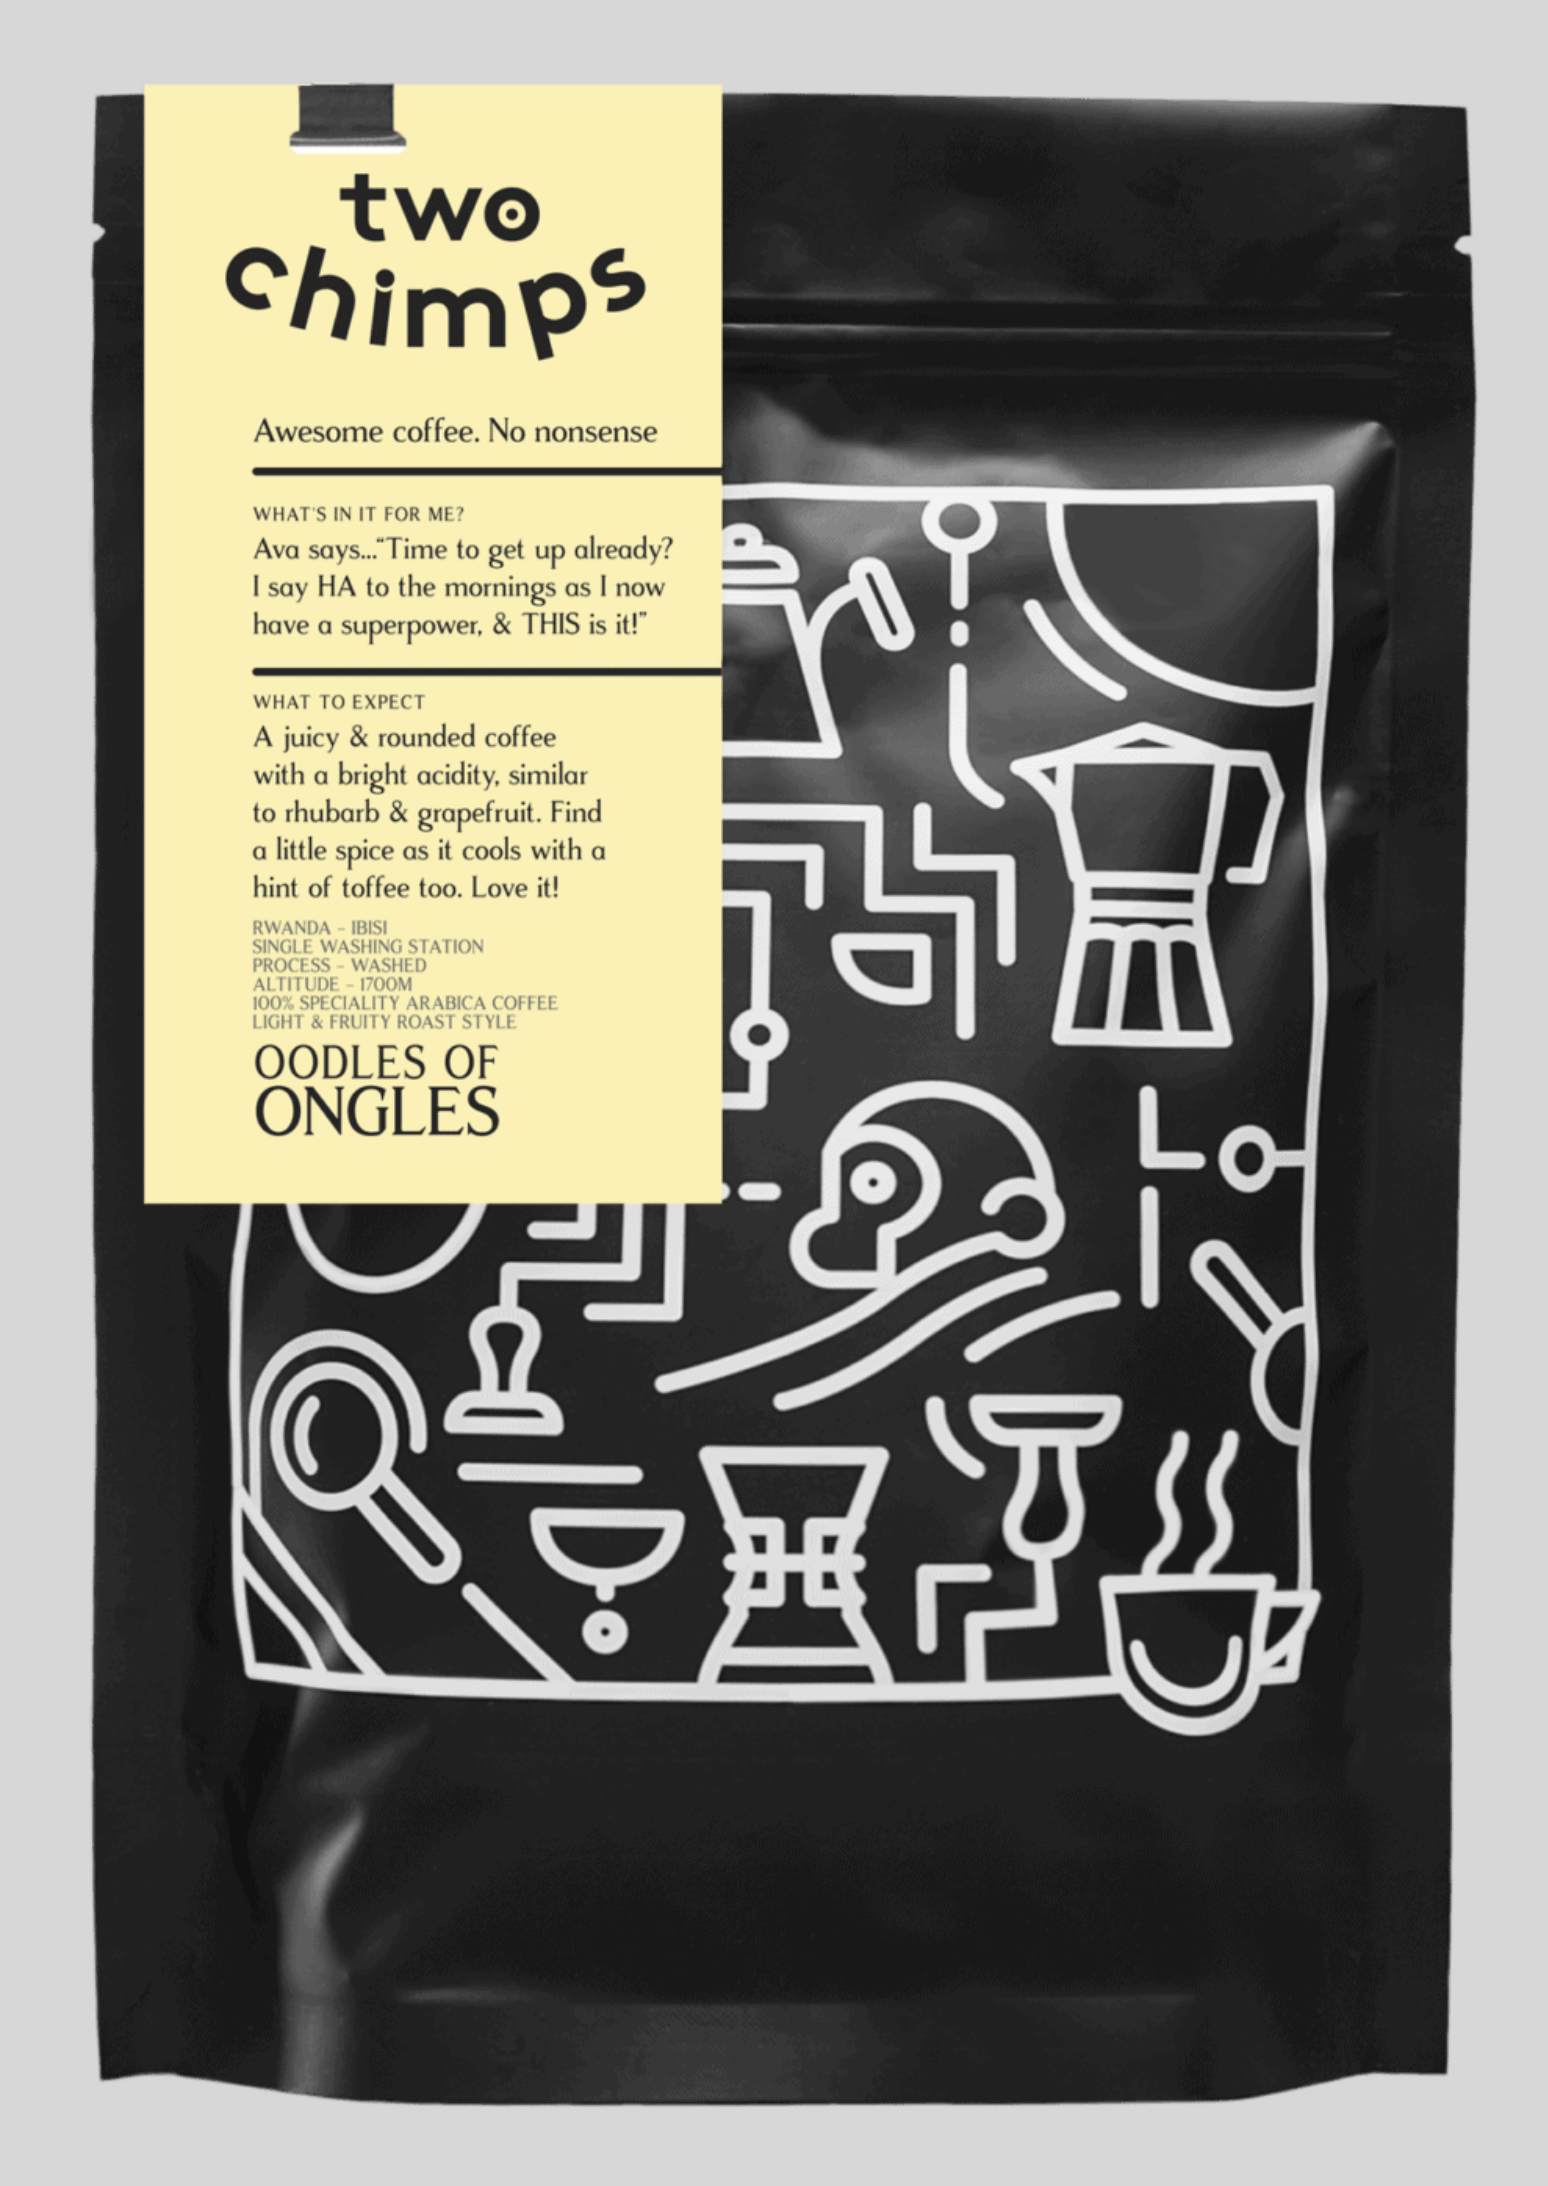 two
chimps
Awesome coffee. No nonsense
WHAT'S IN IT FOR ME?
Ava says...“Time to get up already?
I say HA to the mornings as I now
have a superpower, & THIS is it!”
WHAT TO EXPECT
A juicy & rounded coffee
with a bright acidity, similar
to rhubarb & grapefruit. Find
a little spice as it cools with a
hint of toffee too. Love it!
RWANDA - IBISI
SINGLE WASHING STATION
PROCESS - WASHED
ALTITUDE - 1700M
100% SPECIALITY ARABICA COFFEE
LIGHT & FRUITY ROAST STYLE
OODLES OF
ONGLES